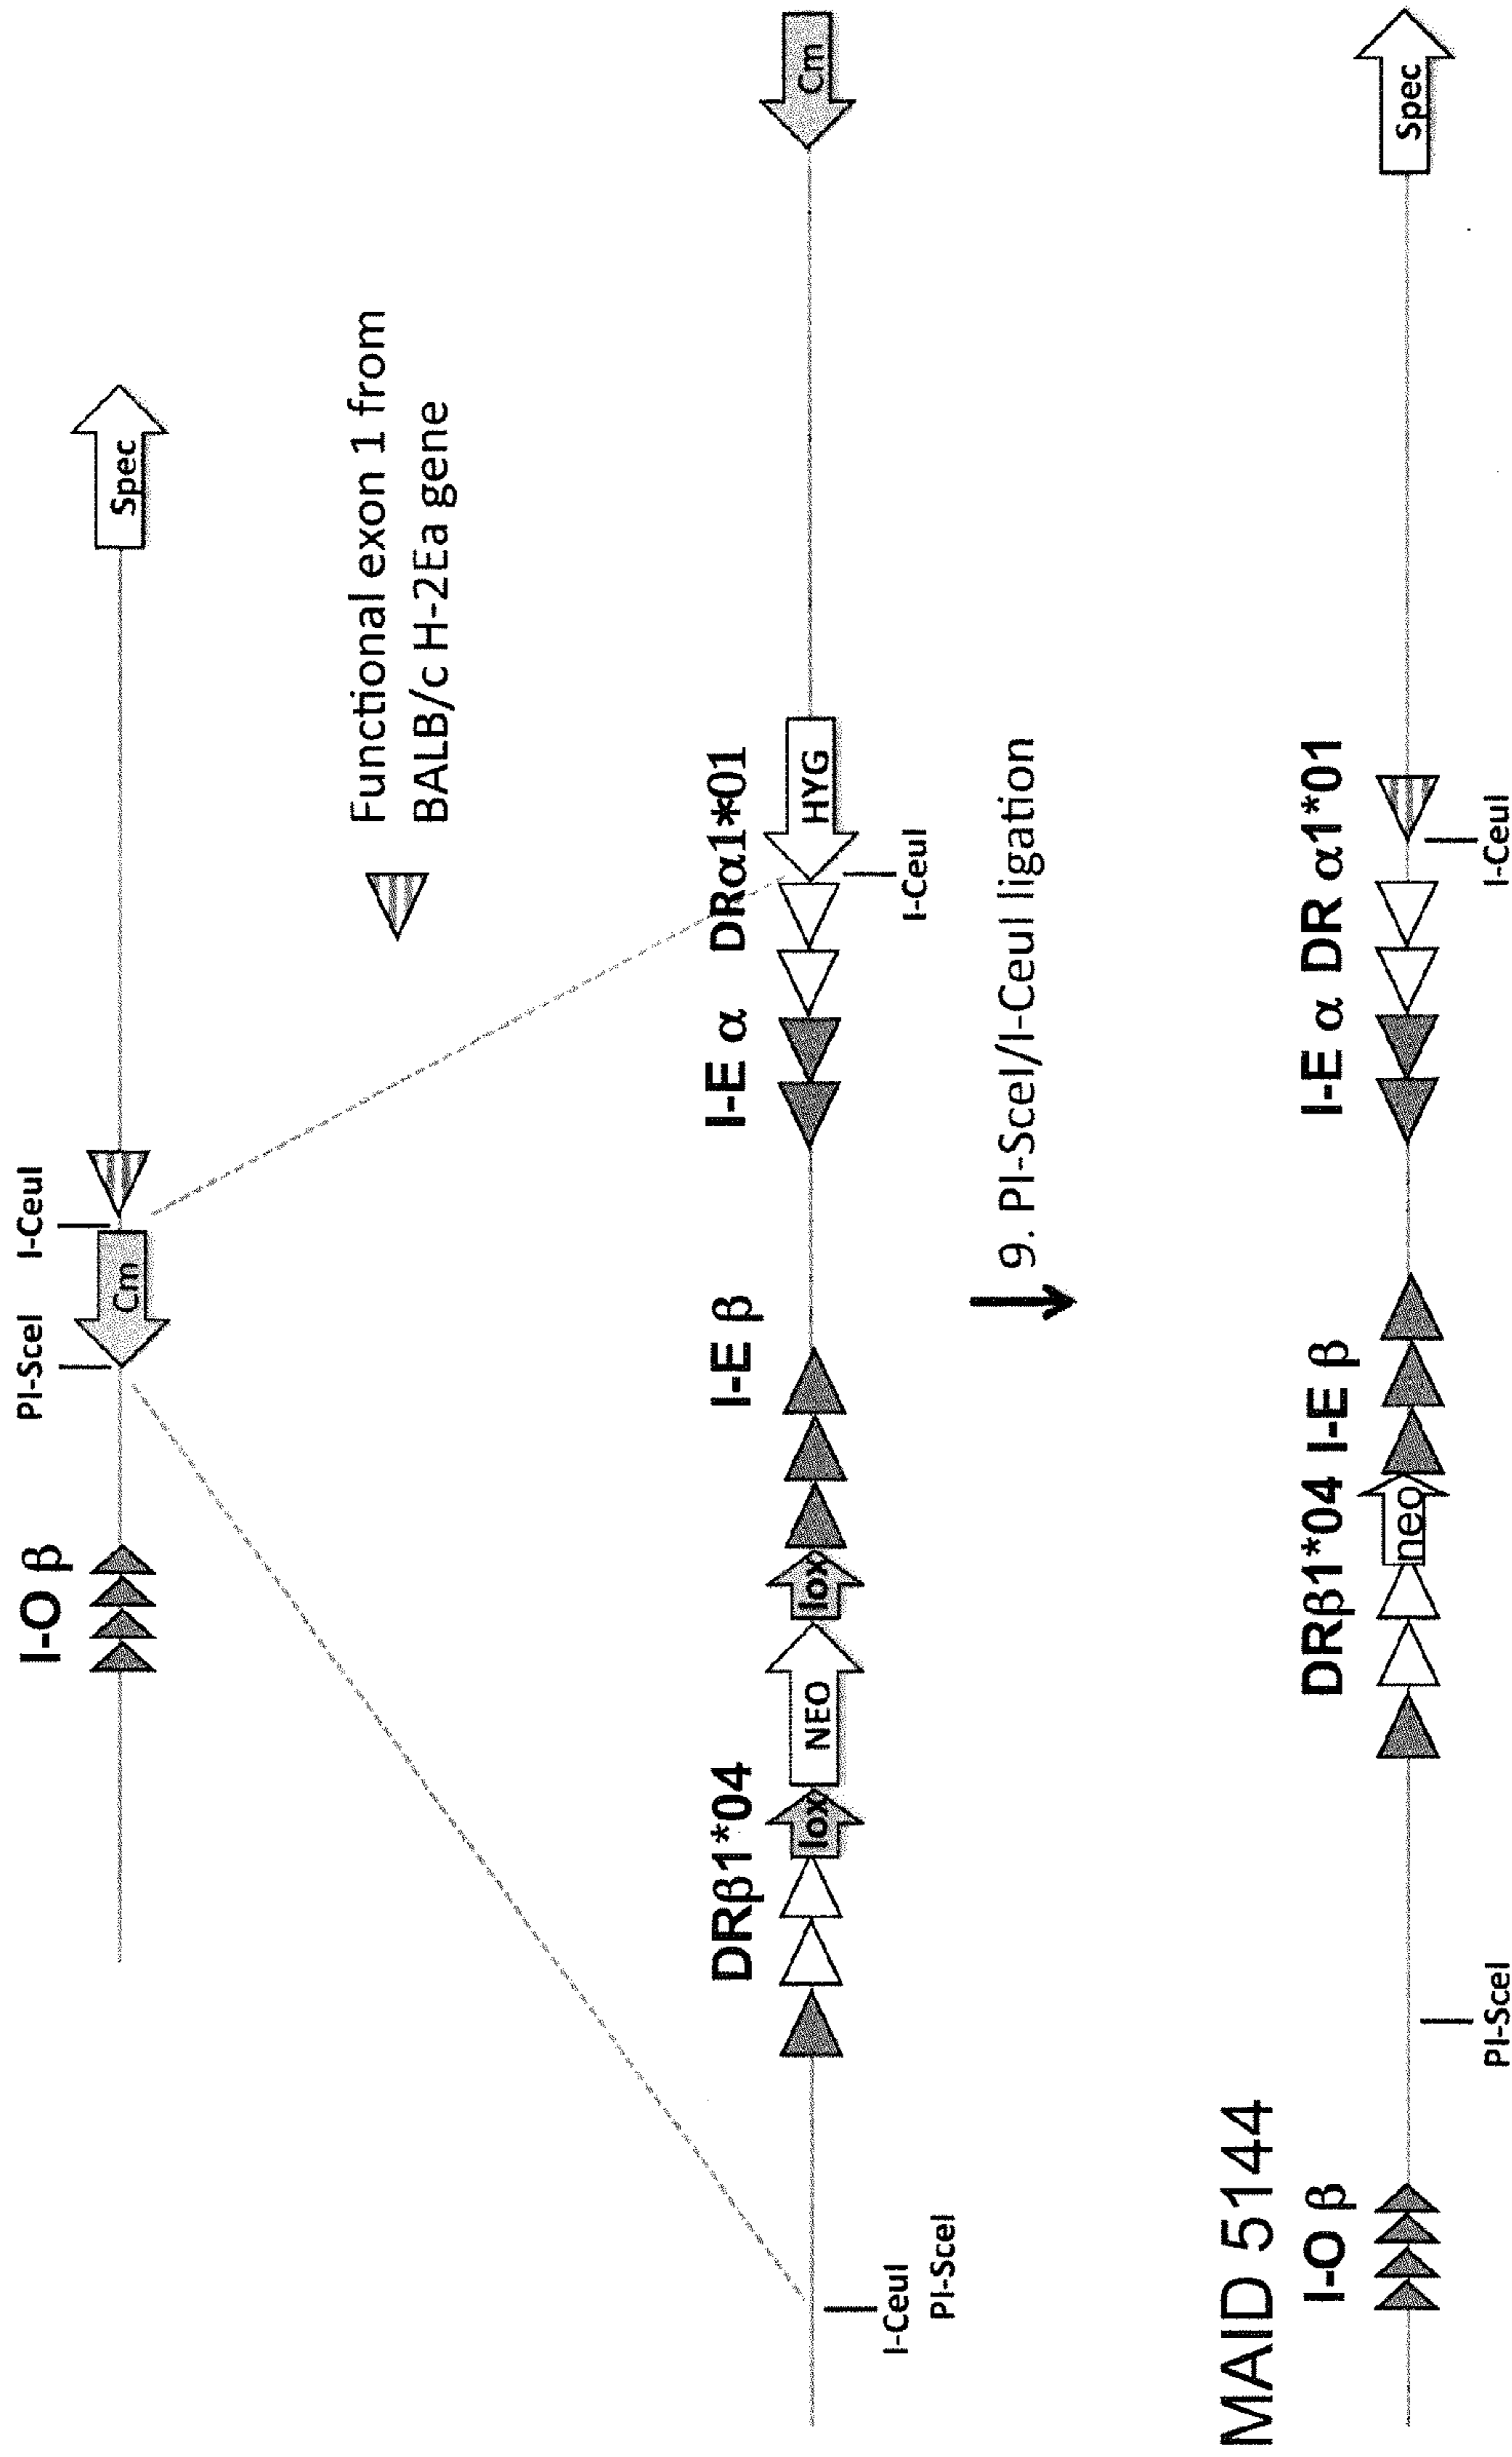 I-O β
PI-SceI
I-CeuI
Cm
Spec
Functional exon 1 from
BALB/c H-2Ea gene
DRβ1*04
I-E β
I-E α
DRα1*01
lox
NEO
lox
HYG
Cm
I-CeuI
PI-SceI
I-CeuI
9. PI-SceI/I-CeuI ligation
MAID 5144
I-O β
DRβ1*04 I-E β
I-E α DR α1*01
neo
Spec
PI-SceI
I-CeuI